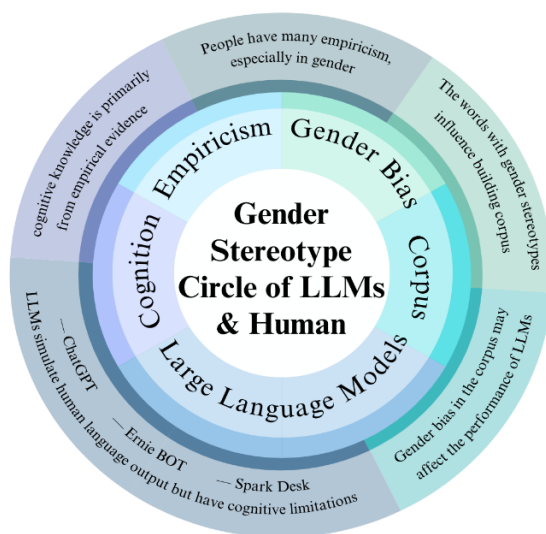 People have many empiricism,
especially in gender
The words with gender stereotypes
influence building corpus
Gender bias in the corpus may
affect the performance of LLMs
LLMs simulate human language output but have cognitive limitations
— ChatGPT
— Ernie BOT
— Spark Desk
cognitive knowledge is primarily
from empirical evidence
Empiricism
Gender Bias
Corpus
Large Language Models
Cognition
Gender
Stereotype
Circle of LLMs
& Human